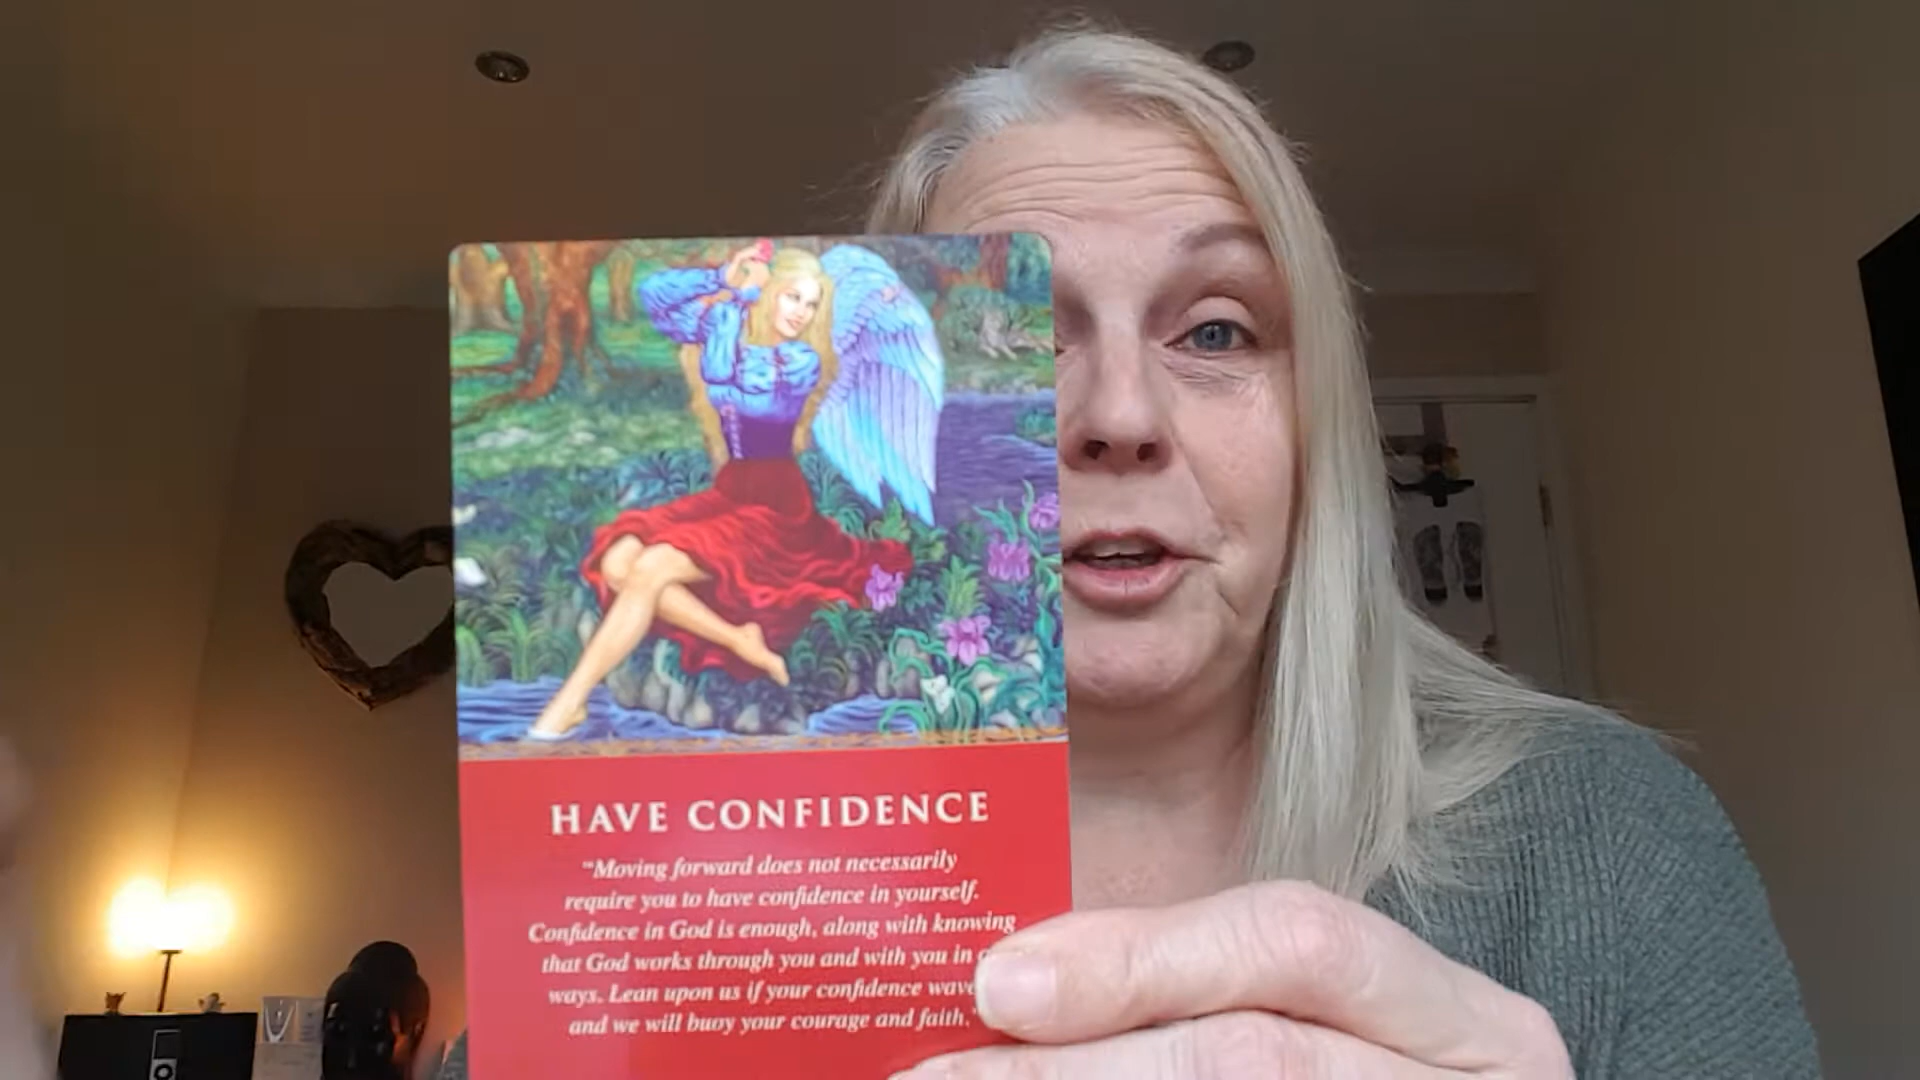 HAVE CONFIDENCE
"Moving forward does not necessarily
require you to have confidence in yourself.
Confidence in God is enough, along with knowing
that God works through you and with you in
ways. Lean upon us if your confidence
and we will buoy your courage and faith."